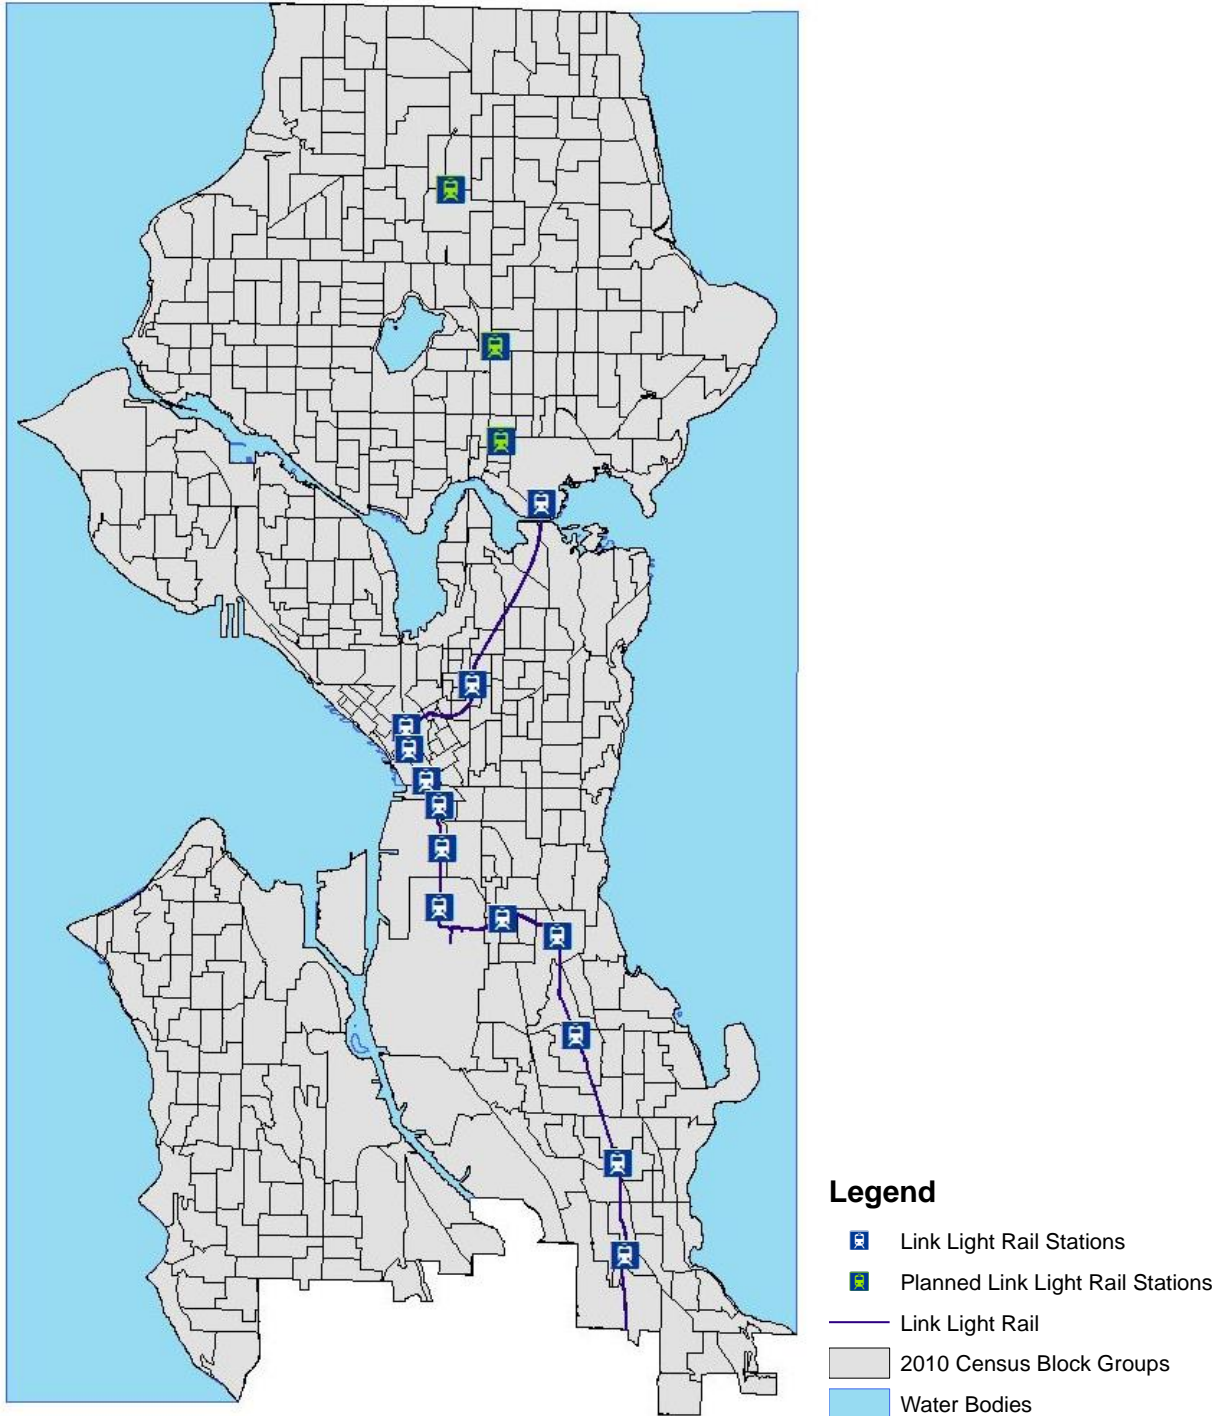 Legend
Link Light Rail Stations
Planned Link Light Rail Stations
Link Light Rail
2010 Census Block Groups
Water Bodies